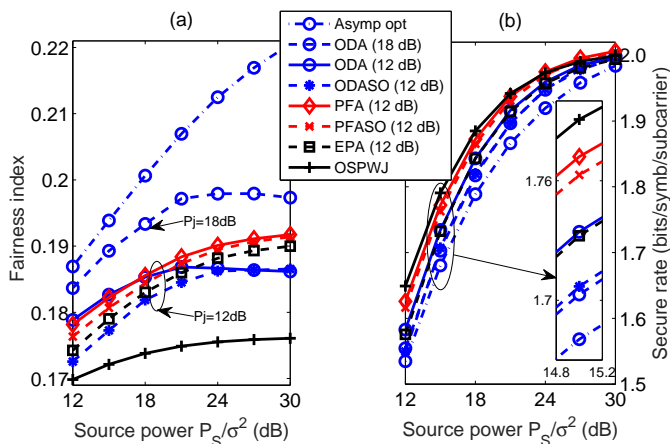 (a)
(b)
Asymp opt
ODA (18 dB)
ODA (12 dB)
ODASO (12 dB)
PFA (12 dB)
PFASO (12 dB)
EPA (12 dB)
OSPWJ
0.22
0.21
0.2
0.19
0.18
0.17
Fairness index
Pj=18dB
Pj=12dB
12
18
24
30
Source power P_S/σ² (dB)
2.0
1.9
1.8
1.7
1.6
1.5
Secure rate (bits/symb/subcarrier)
1.76
1.7
14.8
15.2
12
18
24
30
Source power P_S/σ² (dB)